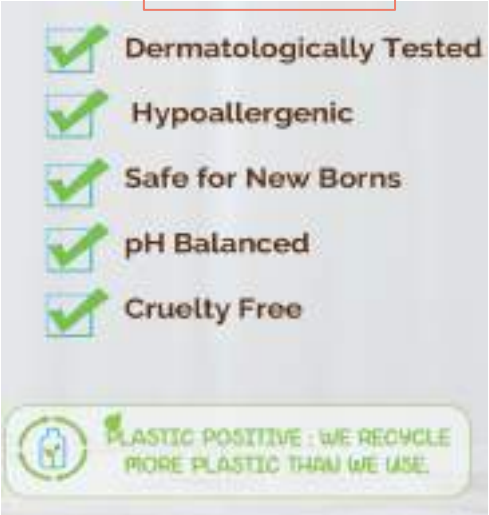 Dermatologically Tested
Hypoallergenic
Safe for New Borns
pH Balanced
Cruelty Free
PLASTIC POSITIVE : WE RECYCLE
MORE PLASTIC THAN WE USE.